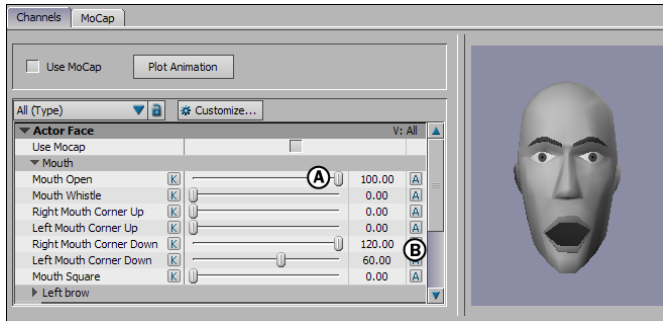 Channels MoCap
Use MoCap Plot Animation
All (Type) Customize...
Actor Face V: All
Use Mocap
Mouth
Mouth Open K A 100.00 A
Mouth Whistle K 0.00 A
Right Mouth Corner Up K 0.00 A
Left Mouth Corner Up K 0.00 A
Right Mouth Corner Down K 120.00 A
B
Left Mouth Corner Down K 60.00
Mouth Square K 0.00 A
Left brow